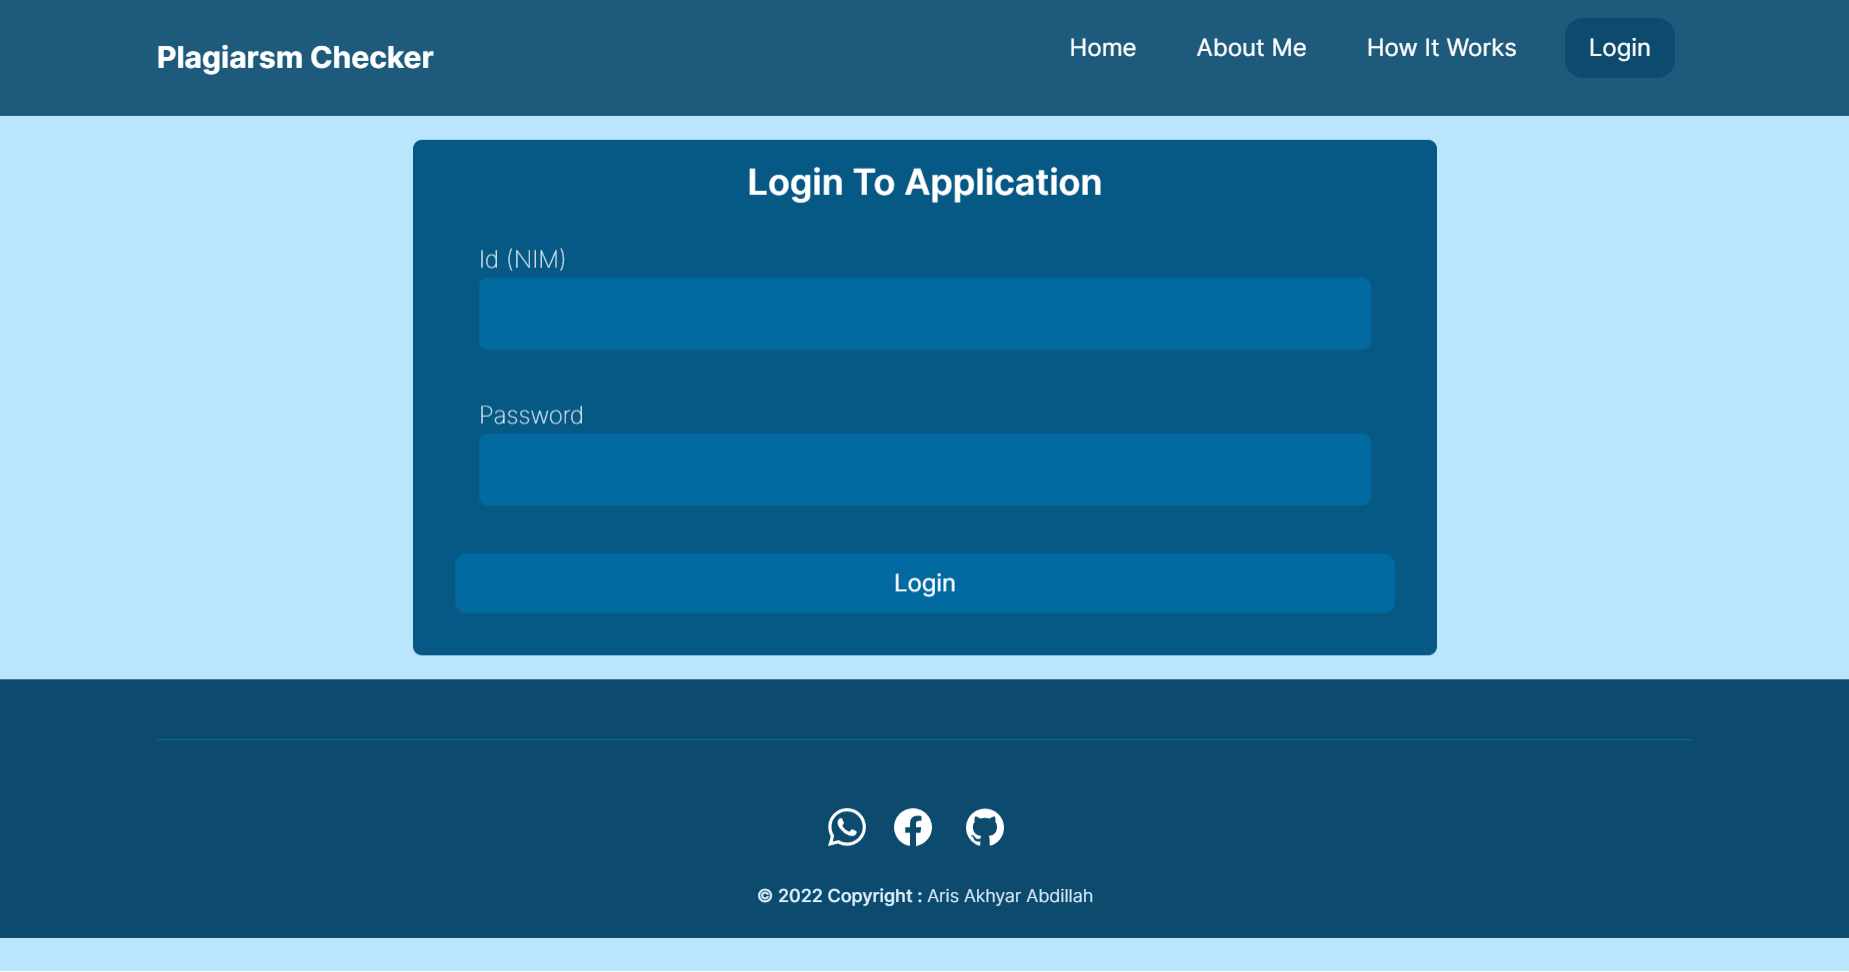 Plagiarsm Checker
Home About Me How It Works Login
Login To Application
Id (NIM)
Password
Login
© 2022 Copyright : Aris Akhyar Abdillah